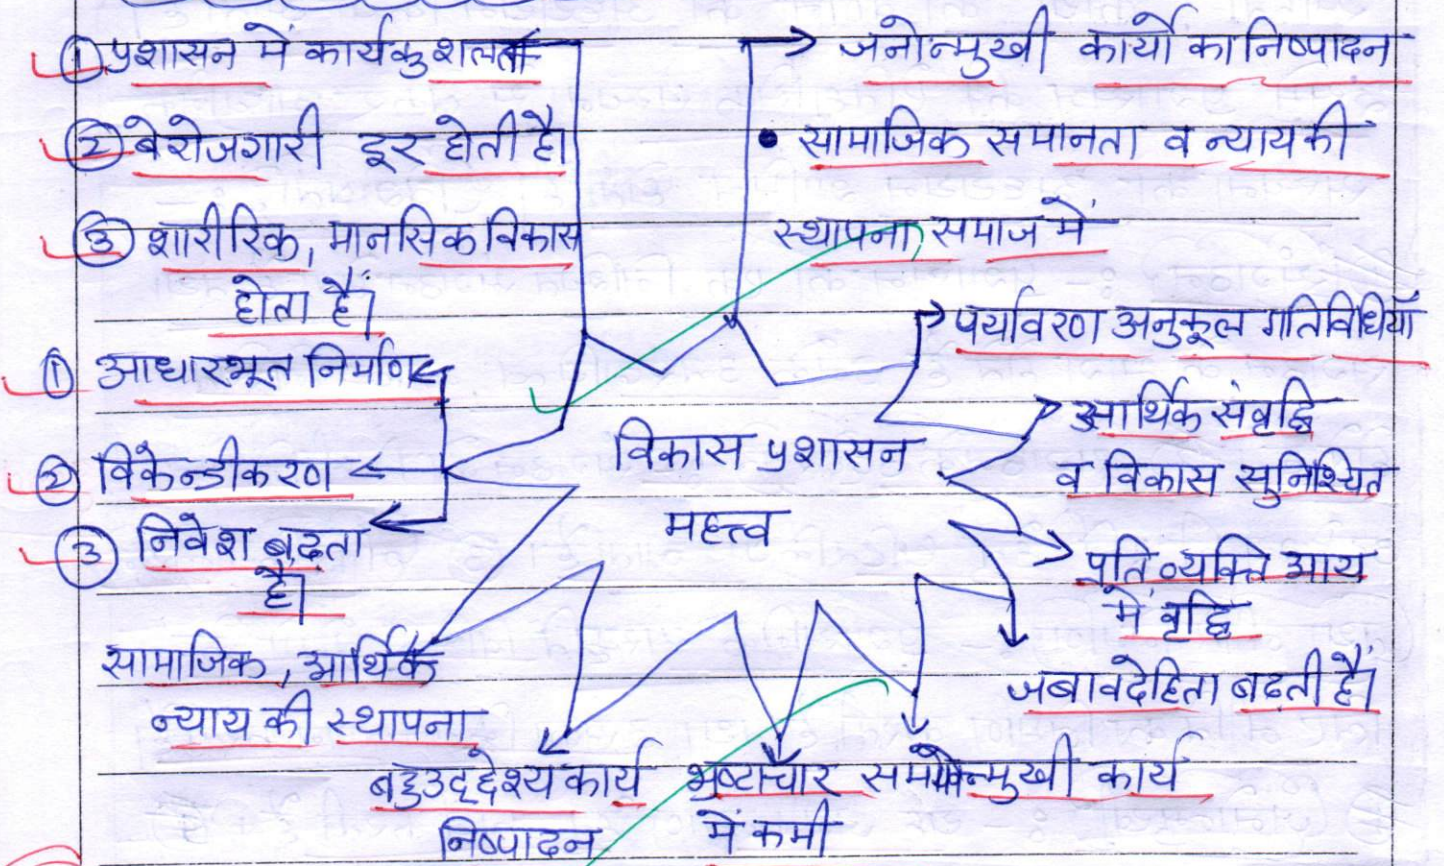 ① प्रशासन में कार्यकुशलता
② बेरोजगारी दूर होती है।
③ शारीरिक, मानसिक विकास
होता है।
① आधारभूत निर्माण
② विकेन्द्रीकरण
③ निवेश बढ़ता
है।
सामाजिक, आर्थिक
न्याय की स्थापना
विकास प्रशासन
महत्त्व
जनोन्मुखी कार्यो का निष्पादन
• सामाजिक समानता व न्याय की
स्थापना समाज में
पर्यावरण अनुकूल गतिविधियाँ
आर्थिक संवृद्धि
व विकास सुनिश्चित
प्रति व्यक्ति आय
में वृद्धि
जबावदेहिता बढ़ती है।
बहुउद्देश्य कार्य
निष्पादन
भ्रष्टाचार
में कमी
कार्य